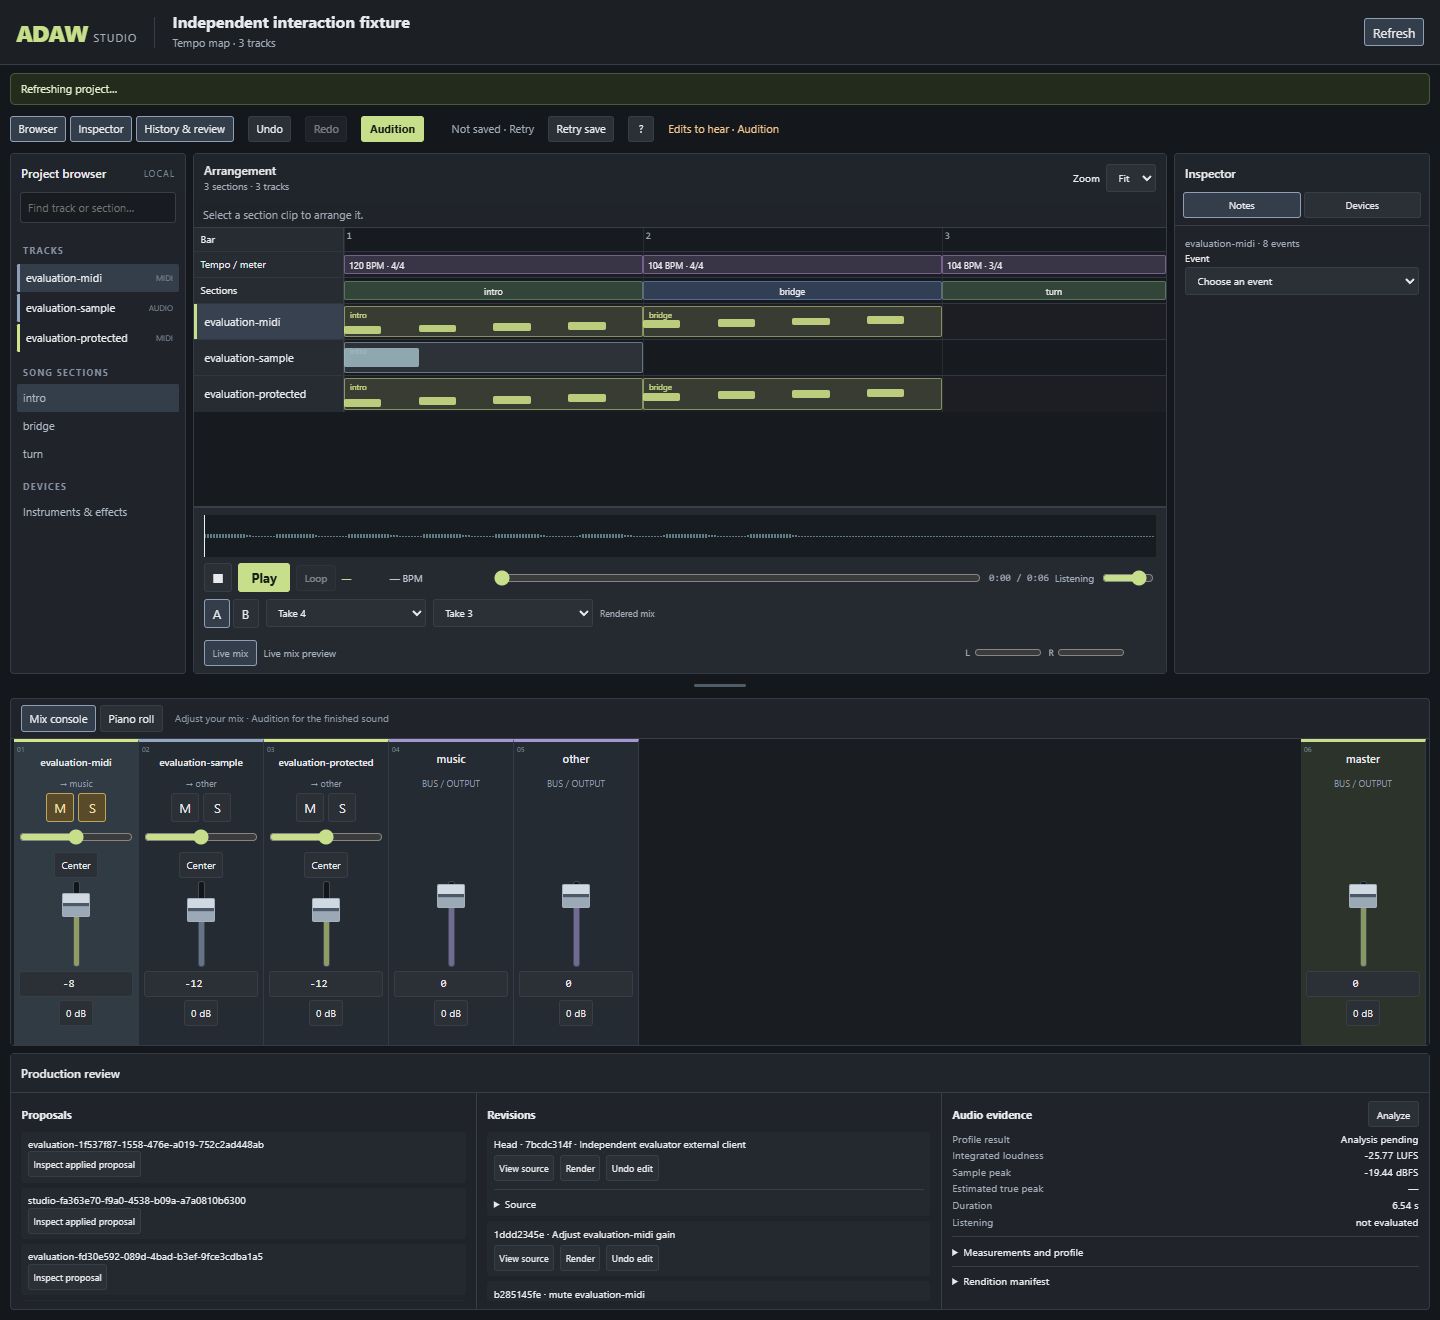 ADAW STUDIO
Independent interaction fixture
Tempo map · 3 tracks
Refresh
Refreshing project...
Browser Inspector History & review Undo Redo Audition Not saved · Retry Retry save ? Edits to hear · Audition
Project browser LOCAL
Find track or section...
TRACKS
evaluation-midi MIDI
evaluation-sample AUDIO
evaluation-protected MIDI
SONG SECTIONS
intro
bridge
turn
DEVICES
Instruments & effects
Arrangement
3 sections · 3 tracks
Zoom Fit
Select a section clip to arrange it.
Bar 1 2 3
Tempo / meter 120 BPM · 4/4 104 BPM · 4/4 104 BPM · 3/4
Sections intro bridge turn
evaluation-midi intro bridge
evaluation-sample
evaluation-protected intro bridge
Play Loop — — BPM 0:00 / 0:06 Listening
A B Take 4 Take 3 Rendered mix
Live mix Live mix preview L R
Inspector
Notes Devices
evaluation-midi · 8 events
Event
Choose an event
Mix console Piano roll Adjust your mix · Audition for the finished sound
01 02 03 04 05 06
evaluation-midi evaluation-sample evaluation-protected music other master
→ music → other → other BUS / OUTPUT BUS / OUTPUT BUS / OUTPUT
M S M S M S
Center Center Center
-8 -12 -12 0 0 0
0 dB 0 dB 0 dB 0 dB 0 dB 0 dB
Production review
Proposals
evaluation-1f537f87-1558-476e-a019-752c2ad448ab
Inspect applied proposal
studio-fa363e70-f9a0-4538-b09a-a7a0810b6300
Inspect applied proposal
evaluation-fd30e592-089d-4bad-b3ef-9fce3cdba1a5
Inspect proposal
Revisions
Head · 7bcdc314f · Independent evaluator external client
View source Render Undo edit
Source
1ddd2345e · Adjust evaluation-midi gain
View source Render Undo edit
b285145fe · mute evaluation-midi
Audio evidence Analyze
Profile result Analysis pending
Integrated loudness -25.77 LUFS
Sample peak -19.44 dBFS
Estimated true peak —
Duration 6.54 s
Listening not evaluated
Measurements and profile
Rendition manifest